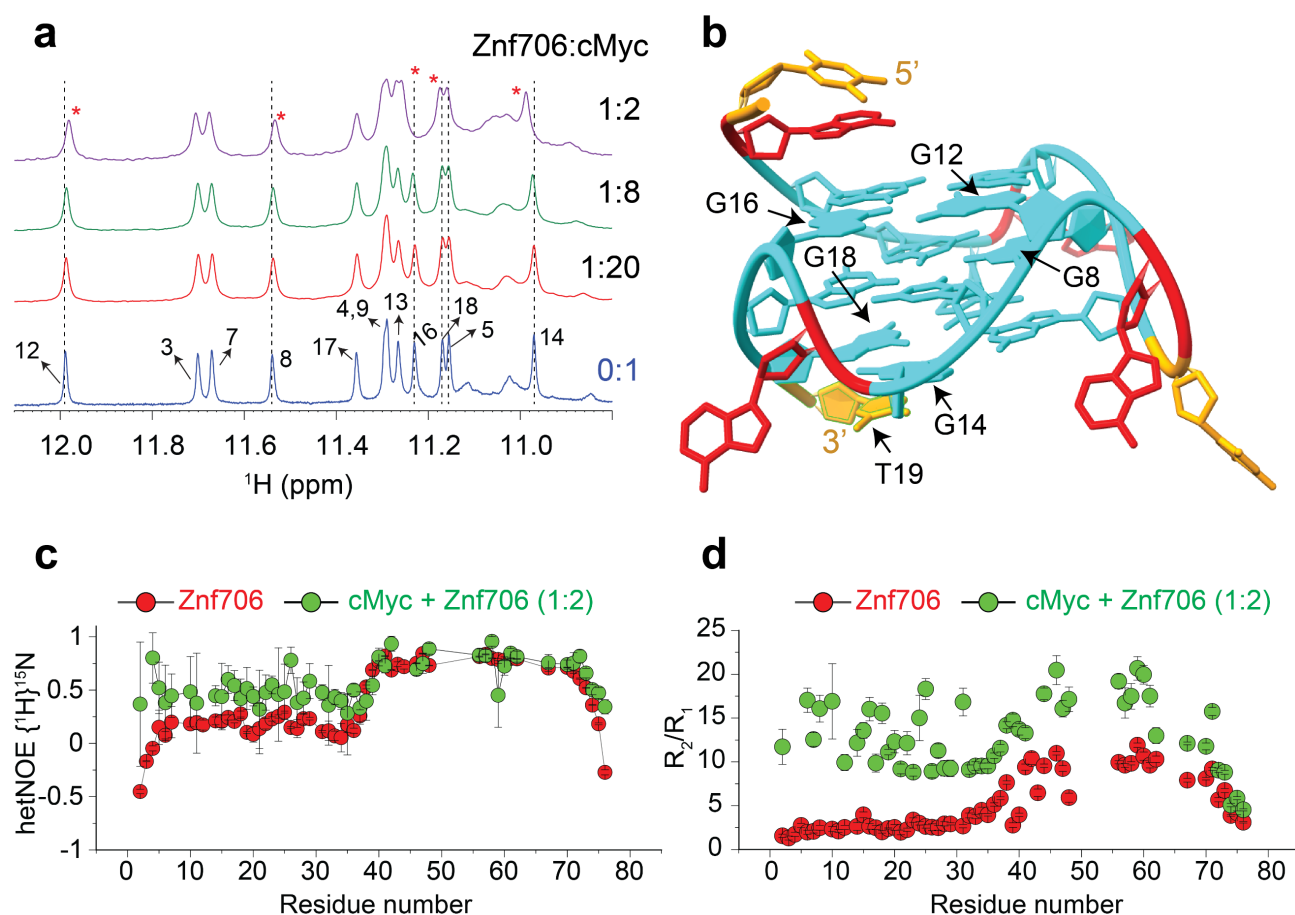 a
Znf706:cMyc
* * * * *
1:2
1:8
1:20
0:1
12 3 7 8 17 4,9 13 16 18 5 14
12.0 11.8 11.6 11.4 11.2 11.0
¹H (ppm)
b
5’
G12
G16
G18
G8
G14
3’
T19
c
Znf706 cMyc + Znf706 (1:2)
hetNOE {¹H}¹⁵N
1
0.5
0
-0.5
-1
0 10 20 30 40 50 60 70 80
Residue number
d
Znf706 cMyc + Znf706 (1:2)
R₂/R₁
25
20
15
10
5
0
0 20 40 60 80
Residue number